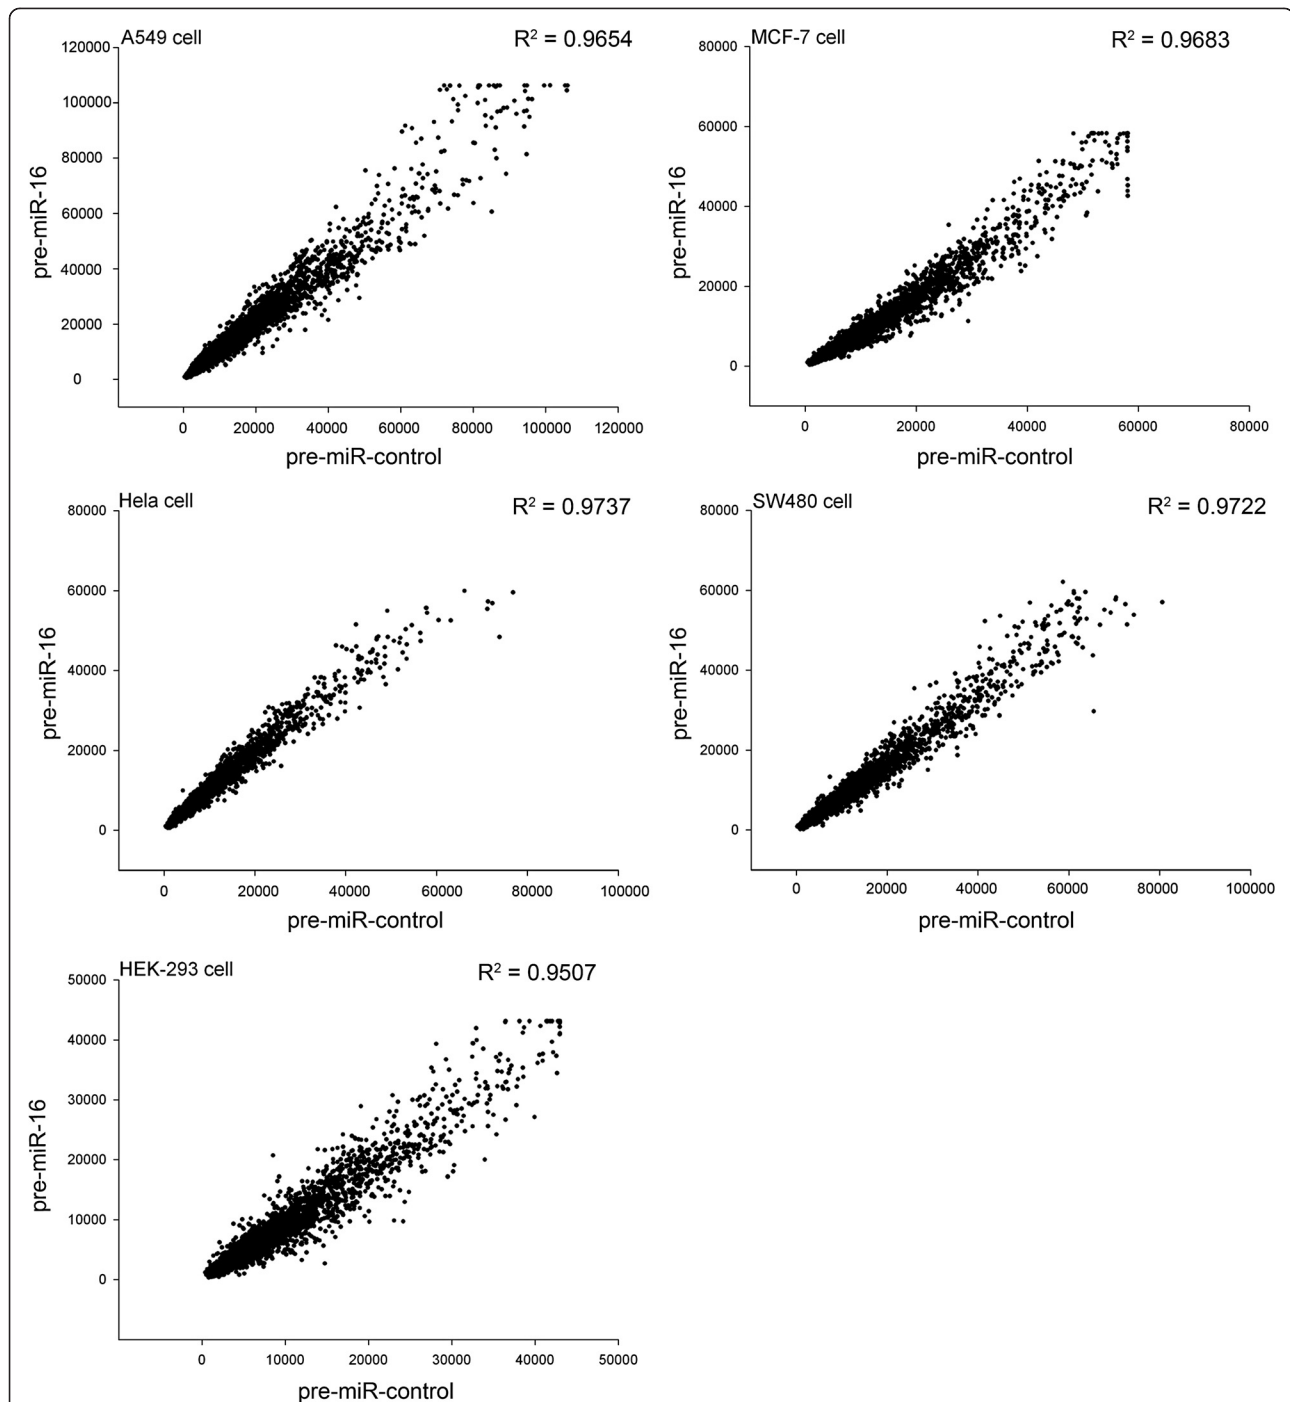 A549 cell
R² = 0.9654
120000
100000
80000
60000
40000
20000
0
pre-miR-16
0 20000 40000 60000 80000 100000 120000
pre-miR-control
MCF-7 cell
R² = 0.9683
80000
60000
40000
20000
0
pre-miR-16
0 20000 40000 60000 80000
pre-miR-control
Hela cell
R² = 0.9737
80000
60000
40000
20000
0
pre-miR-16
0 20000 40000 60000 80000 100000
pre-miR-control
SW480 cell
R² = 0.9722
80000
60000
40000
20000
0
pre-miR-16
0 20000 40000 60000 80000 100000
pre-miR-control
HEK-293 cell
R² = 0.9507
50000
40000
30000
20000
10000
0
pre-miR-16
0 10000 20000 30000 40000 50000
pre-miR-control